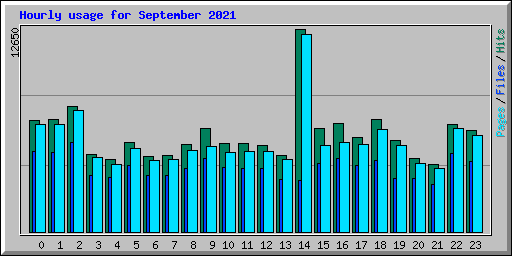 Hourly usage for September 2021
12650
Pages / Files / Hits
0 1 2 3 4 5 6 7 8 9 10 11 12 13 14 15 16 17 18 19 20 21 22 23